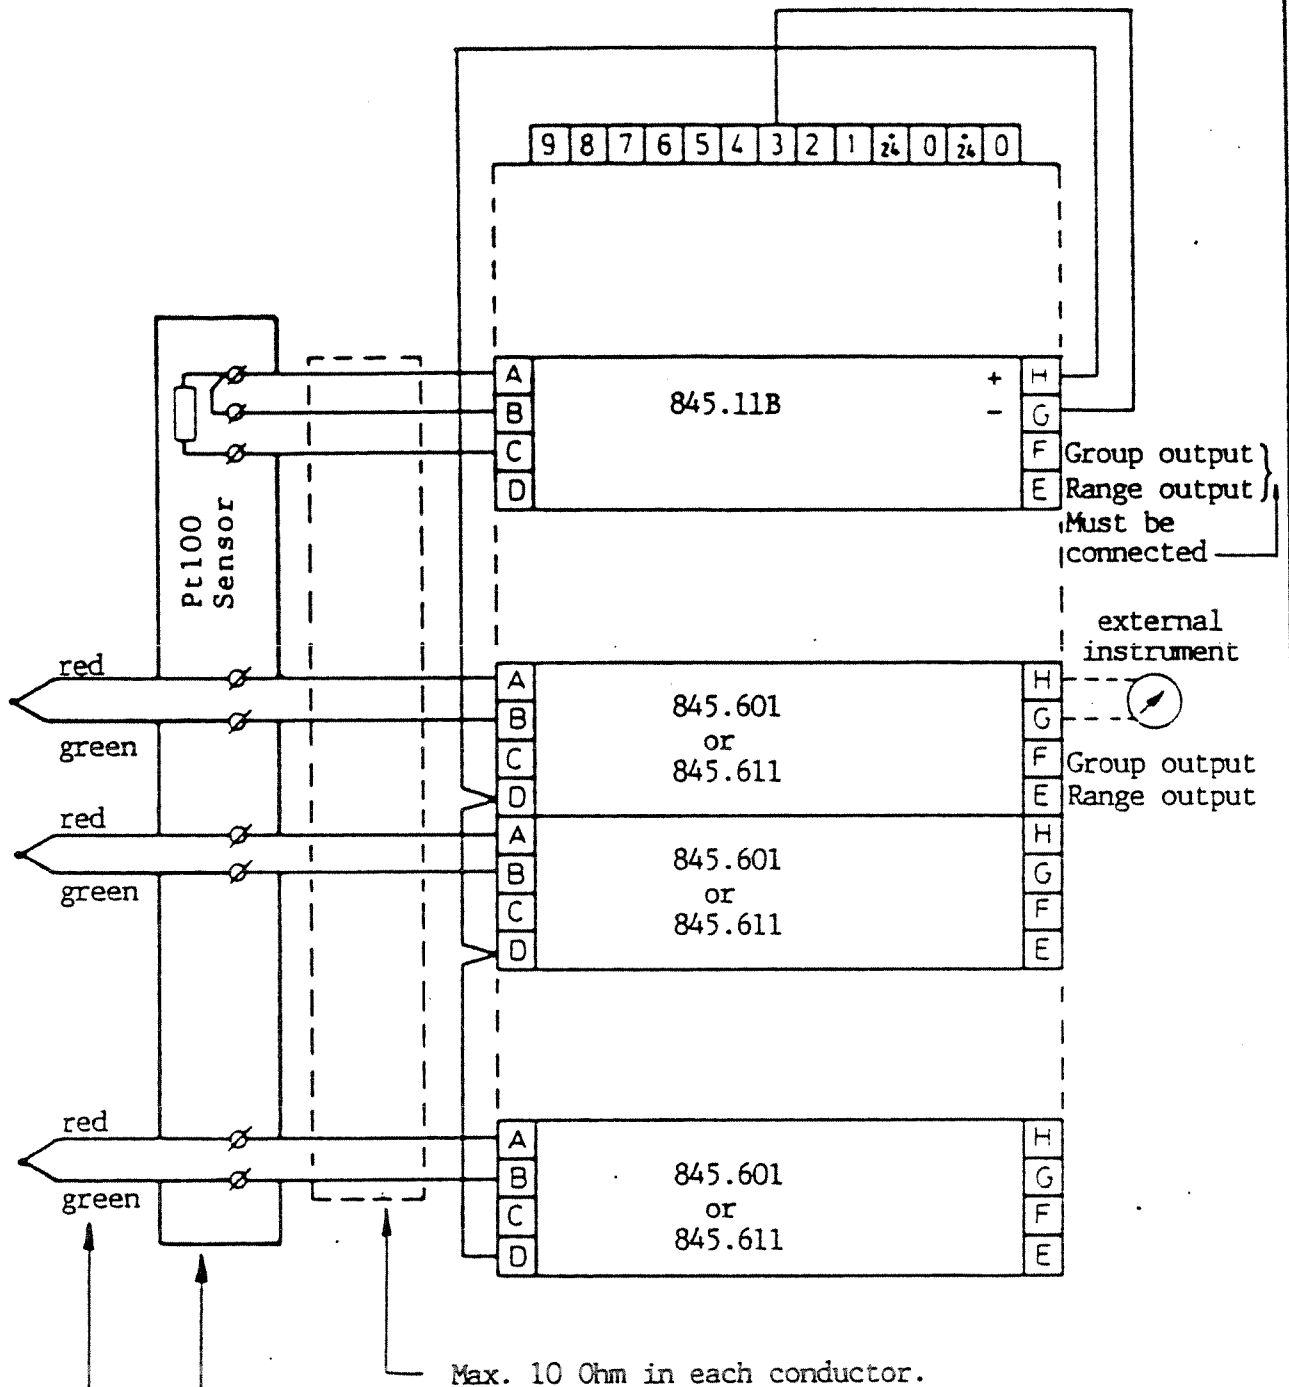 9 8 7 6 5 4 3 2 1 24 0 24 0
A
B
C
D
845.11B
+
−
H
G
F
E
Group output
Range output
Must be
connected
Pt100
Sensor
external
instrument
red
green
A
B
C
D
845.601
or
845.611
H
G
F
E
Group output
Range output
red
green
A
B
C
D
845.601
or
845.611
H
G
F
E
red
green
A
B
C
D
845.601
or
845.611
H
G
F
E
Max. 10 Ohm in each conductor.